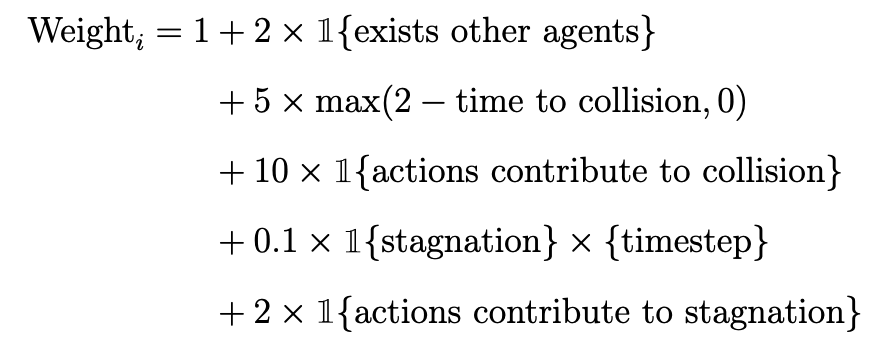 Weightᵢ = 1 + 2 × 𝟙{exists other agents}
+ 5 × max(2 − time to collision, 0)
+ 10 × 𝟙{actions contribute to collision}
+ 0.1 × 𝟙{stagnation} × {timestep}
+ 2 × 𝟙{actions contribute to stagnation}